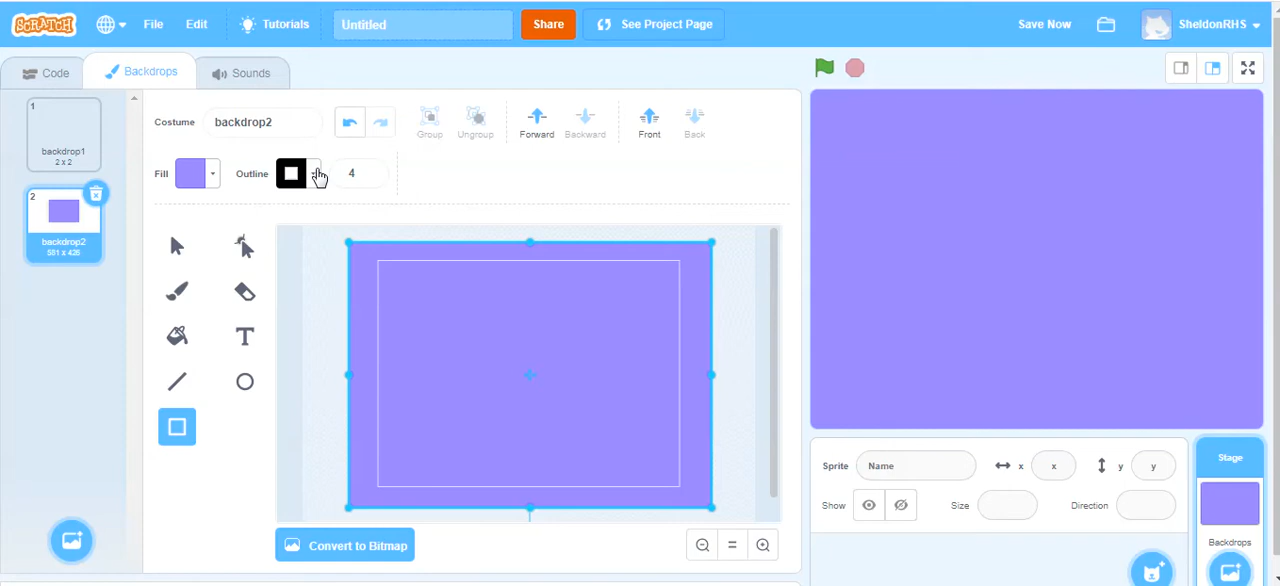 SCRATCH File Edit Tutorials Untitled Share See Project Page Save Now SheldonRHS
Code Backdrops Sounds
1
backdrop1
2 x 2
2
backdrop2
581 x 426
Costume backdrop2
Group Ungroup Forward Backward Front Back
Fill Outline 4
T
Convert to Bitmap
Sprite Name x x y y
Show Size Direction
Stage
Backdrops